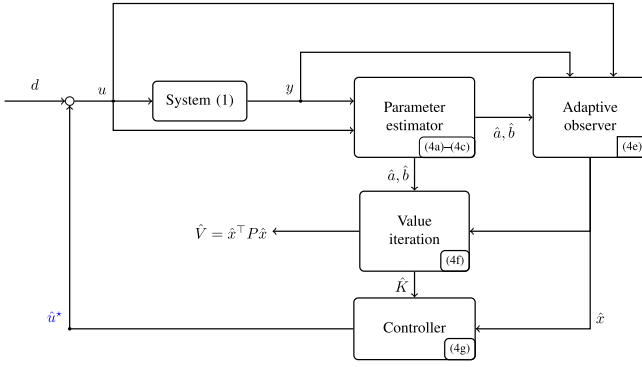 d
u
System (1)
y
Parameter
estimator
(4a)–(4c)
â, b̂
Adaptive
observer
(4e)
â, b̂
V̂ = x̂⊤Px̂
Value
iteration
(4f)
K̂
û⋆
Controller
(4g)
x̂